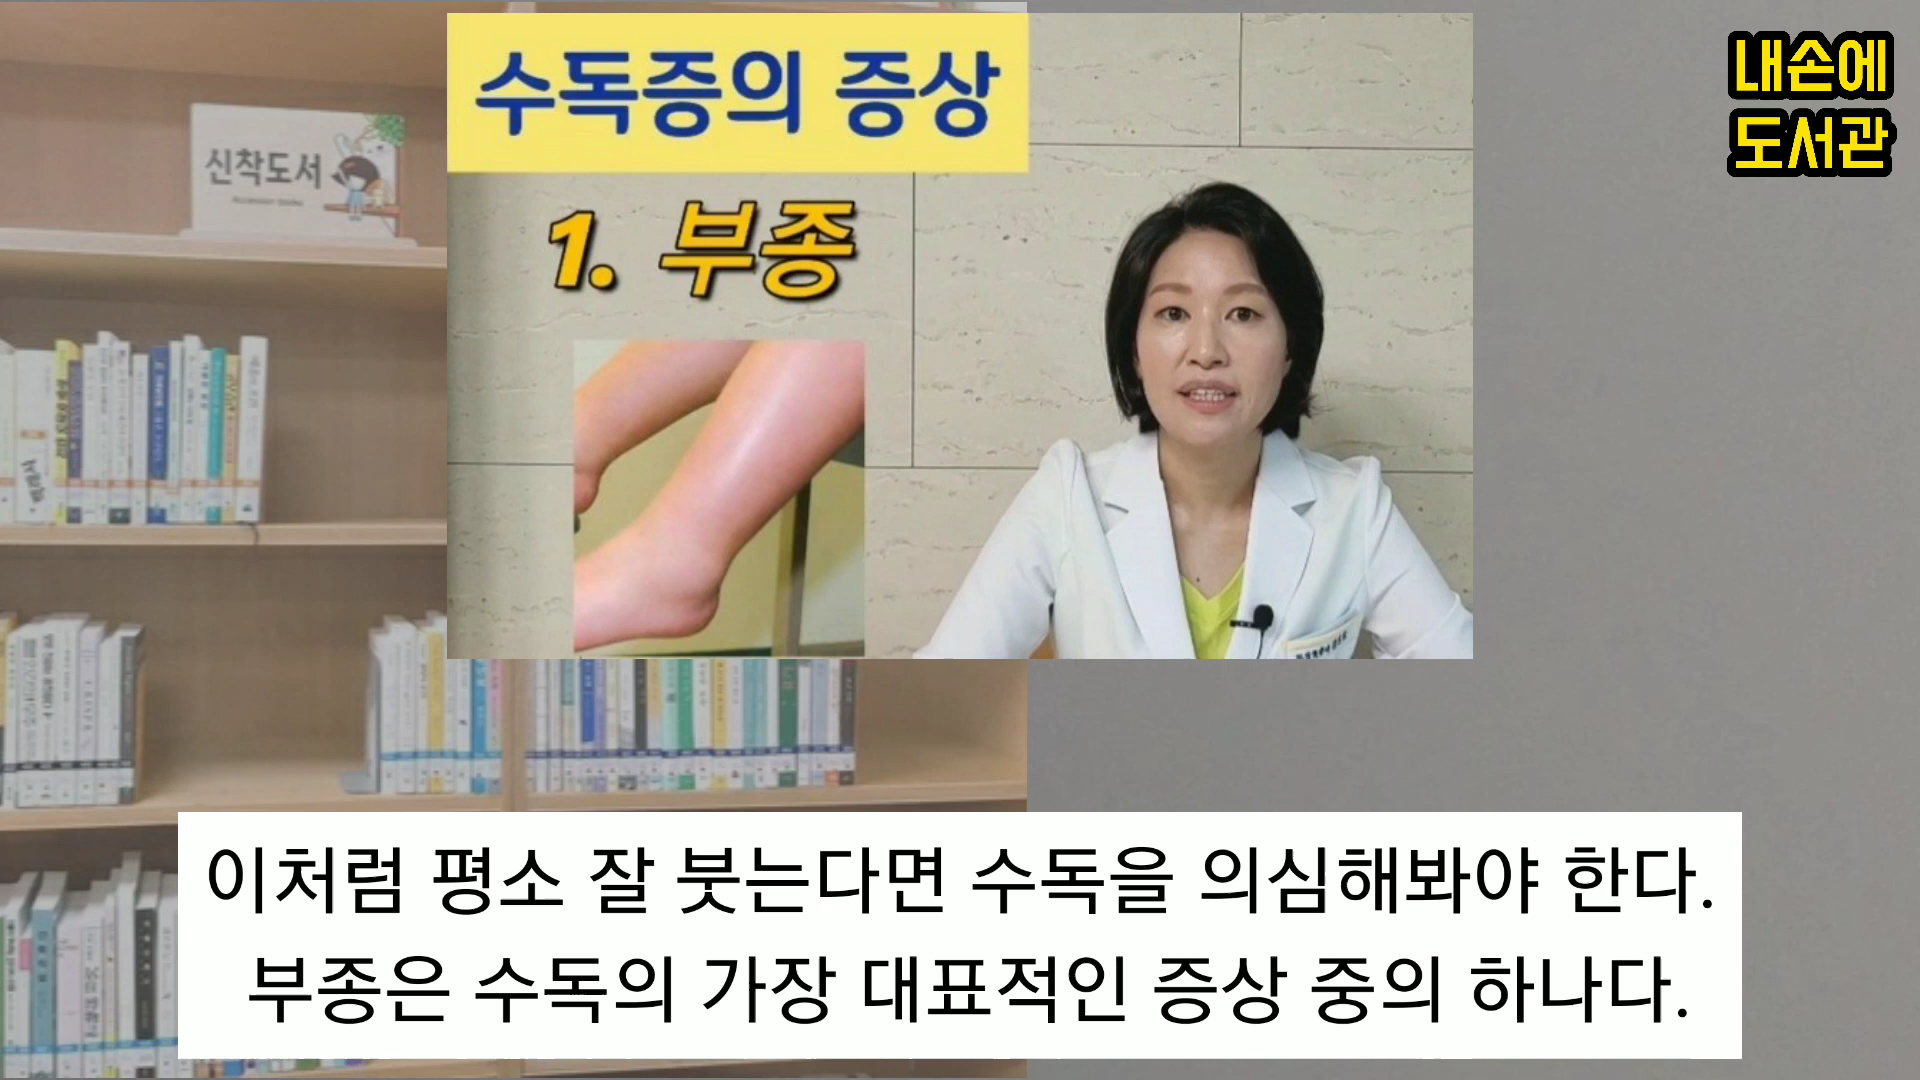 수독증의 증상
1. 부종
내손에
도서관
신착도서
이처럼 평소 잘 붓는다면 수독을 의심해봐야 한다.
부종은 수독의 가장 대표적인 증상 중의 하나다.